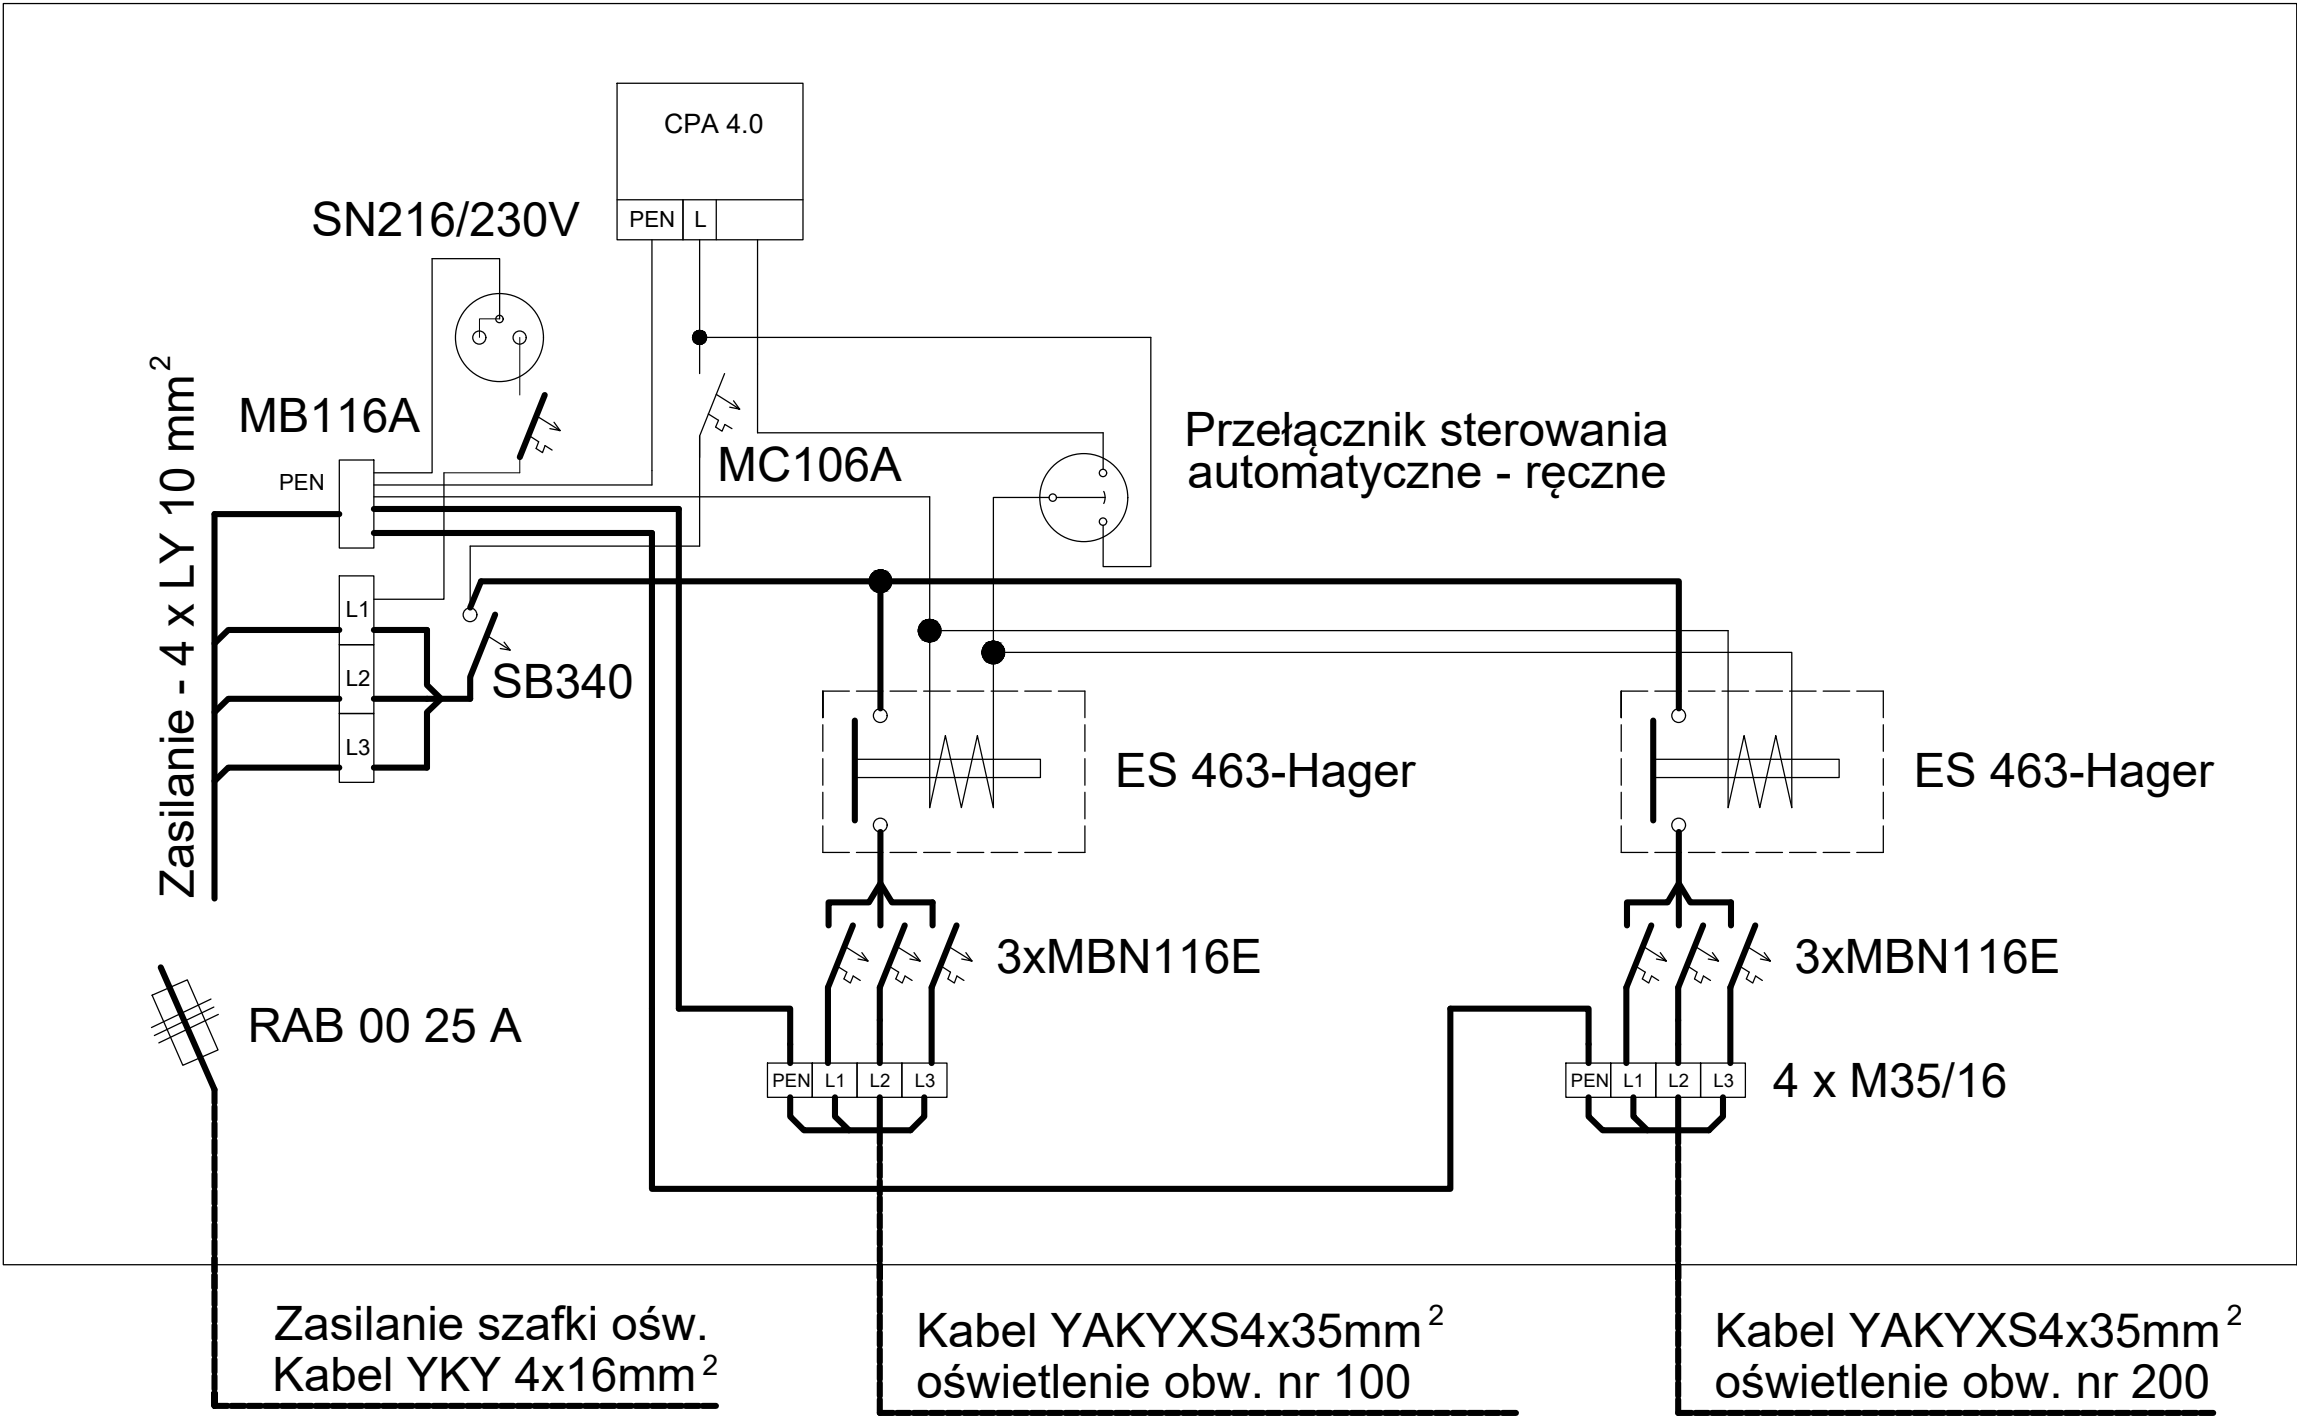 CPA 4.0
PEN L
SN216/230V
MB116A
MC106A
Przełącznik sterowania
automatyczne - ręczne
PEN
Zasilanie - 4 x LY 10 mm²
L1
L2
L3
SB340
ES 463-Hager
ES 463-Hager
3xMBN116E
3xMBN116E
RAB 00 25 A
PEN L1 L2 L3
PEN L1 L2 L3
4 x M35/16
Zasilanie szafki ośw.
Kabel YKY 4x16mm²
Kabel YAKYXS4x35mm²
oświetlenie obw. nr 100
Kabel YAKYXS4x35mm²
oświetlenie obw. nr 200